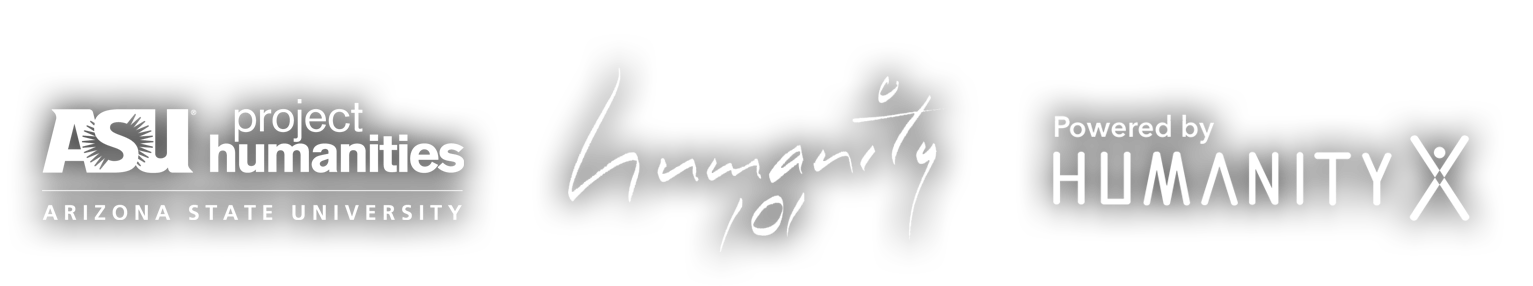 ASU project
humanities
ARIZONA STATE UNIVERSITY
humanity
101
Powered by
HUMANITY X